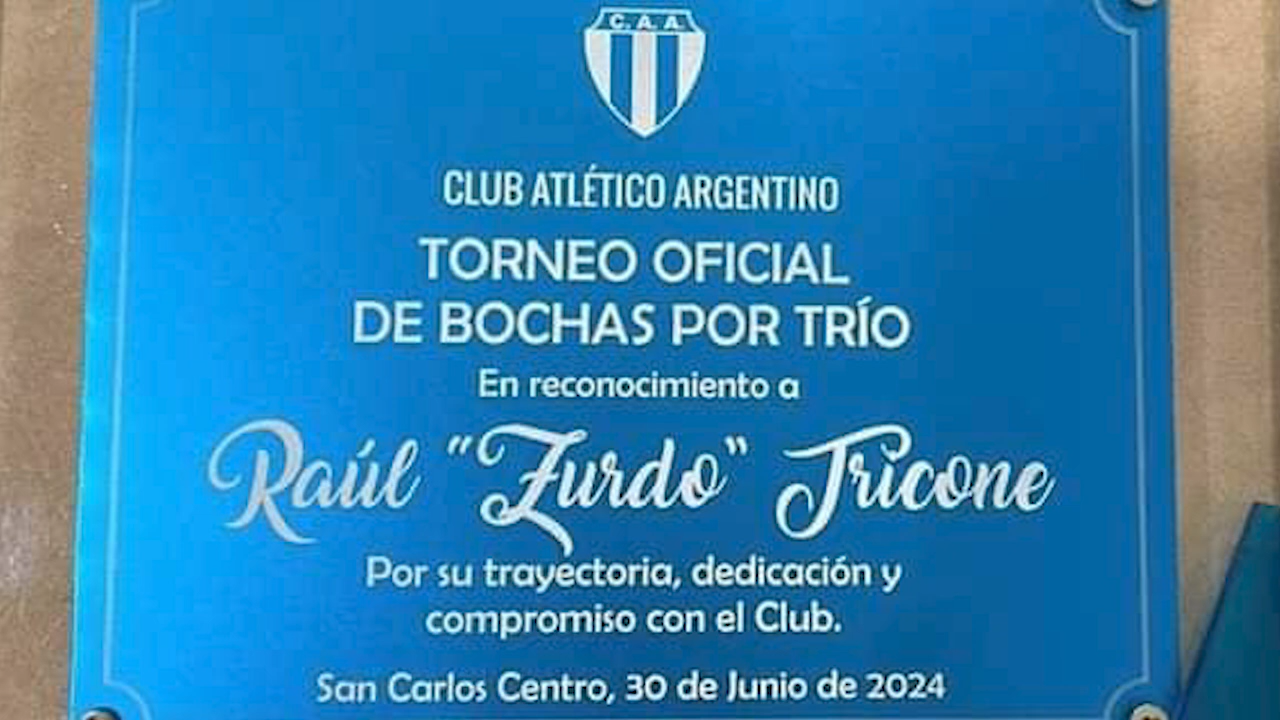 C. A. A.
CLUB ATLÉTICO ARGENTINO
TORNEO OFICIAL
DE BOCHAS POR TRÍO
En reconocimiento a
Raúl "Zurdo" Tricone
Por su trayectoria, dedicación y
compromiso con el Club.
San Carlos Centro, 30 de Junio de 2024